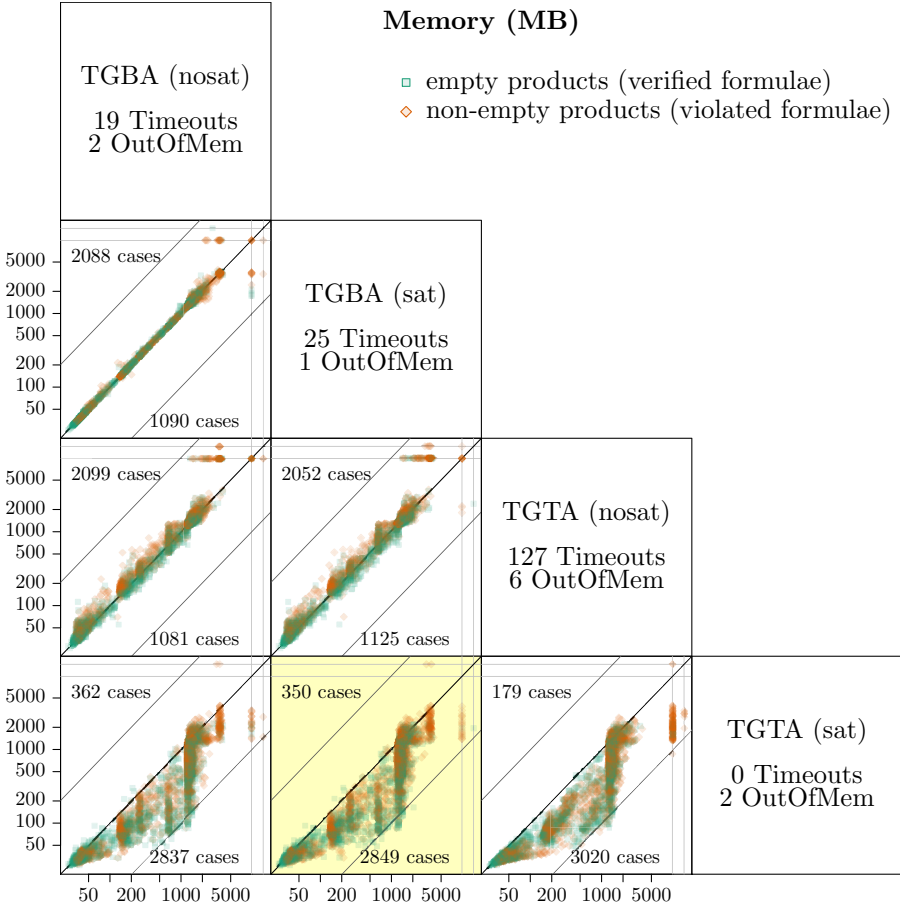 Memory (MB)
empty products (verified formulae)
non-empty products (violated formulae)
TGBA (nosat)
19 Timeouts
2 OutOfMem
2088 cases
1090 cases
5000
2000
1000
500
200
100
50
TGBA (sat)
25 Timeouts
1 OutOfMem
2099 cases
1081 cases
5000
2000
1000
500
200
100
50
2052 cases
1125 cases
TGTA (nosat)
127 Timeouts
6 OutOfMem
362 cases
2837 cases
5000
2000
1000
500
200
100
50
350 cases
2849 cases
179 cases
3020 cases
TGTA (sat)
0 Timeouts
2 OutOfMem
50 200 1000 5000
50 200 1000 5000
50 200 1000 5000